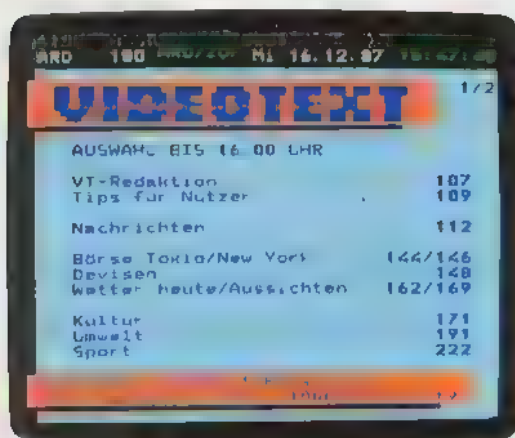 ARD 100 ARD/ZDF MI 16.12.87
1/2
VIDEOTEXT
AUSWAHL BIS 16.00 UHR
VT-Redaktion 107
Tips für Nutzer 109
Nachrichten 112
Börse Tokio/New York 144/146
Devisen 148
Wetter heute/Aussichten 162/169
Kultur 171
Umwelt 191
Sport 222